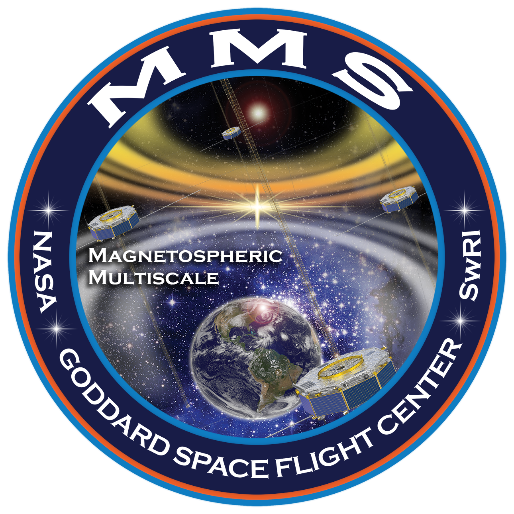 MMS
MAGNETOSPHERIC
MULTISCALE
NASA
GODDARD SPACE FLIGHT CENTER
SwRI